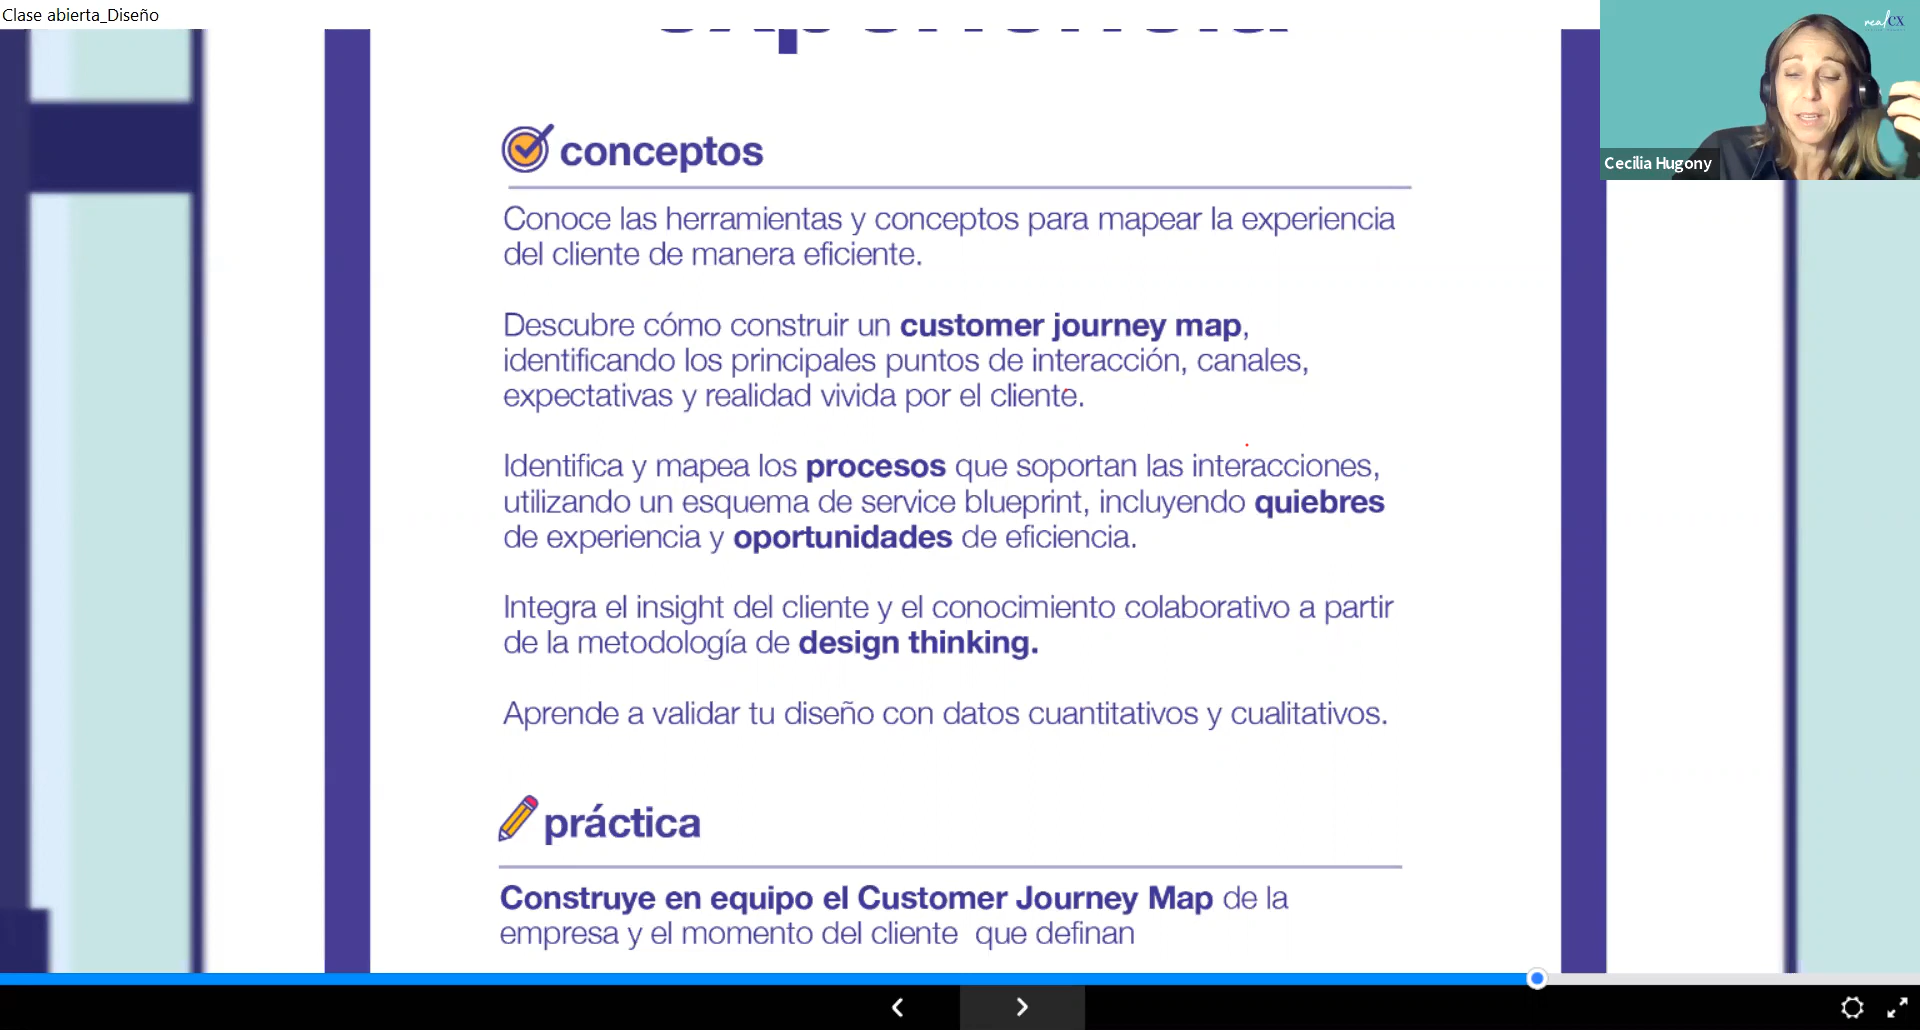 Clase abierta_Diseño
experiencia
real CX
Cecilia Hugony
conceptos
Conoce las herramientas y conceptos para mapear la experiencia
del cliente de manera eficiente.
Descubre cómo construir un customer journey map,
identificando los principales puntos de interacción, canales,
expectativas y realidad vivida por el cliente.
Identifica y mapea los procesos que soportan las interacciones,
utilizando un esquema de service blueprint, incluyendo quiebres
de experiencia y oportunidades de eficiencia.
Integra el insight del cliente y el conocimiento colaborativo a partir
de la metodología de design thinking.
Aprende a validar tu diseño con datos cuantitativos y cualitativos.
práctica
Construye en equipo el Customer Journey Map de la
empresa y el momento del cliente  que definan